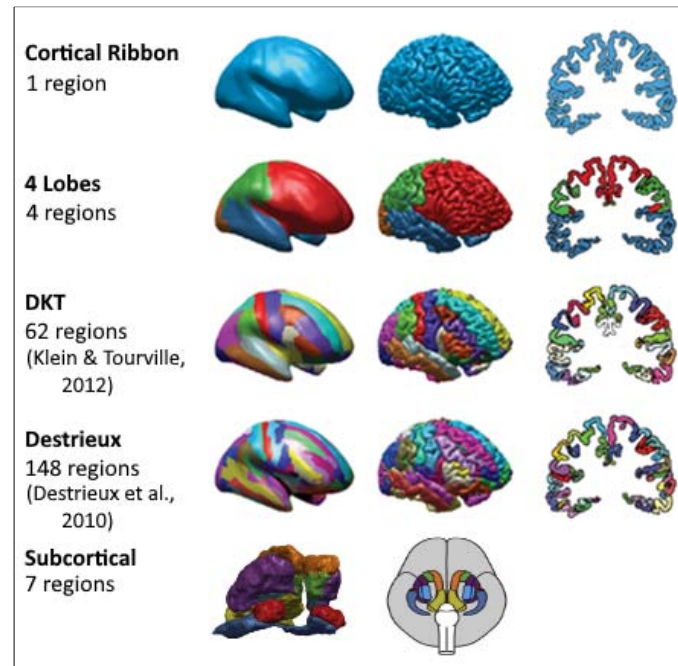 Cortical Ribbon
1 region
4 Lobes
4 regions
DKT
62 regions
(Klein & Tourville,
2012)
Destrieux
148 regions
(Destrieux et al.,
2010)
Subcortical
7 regions